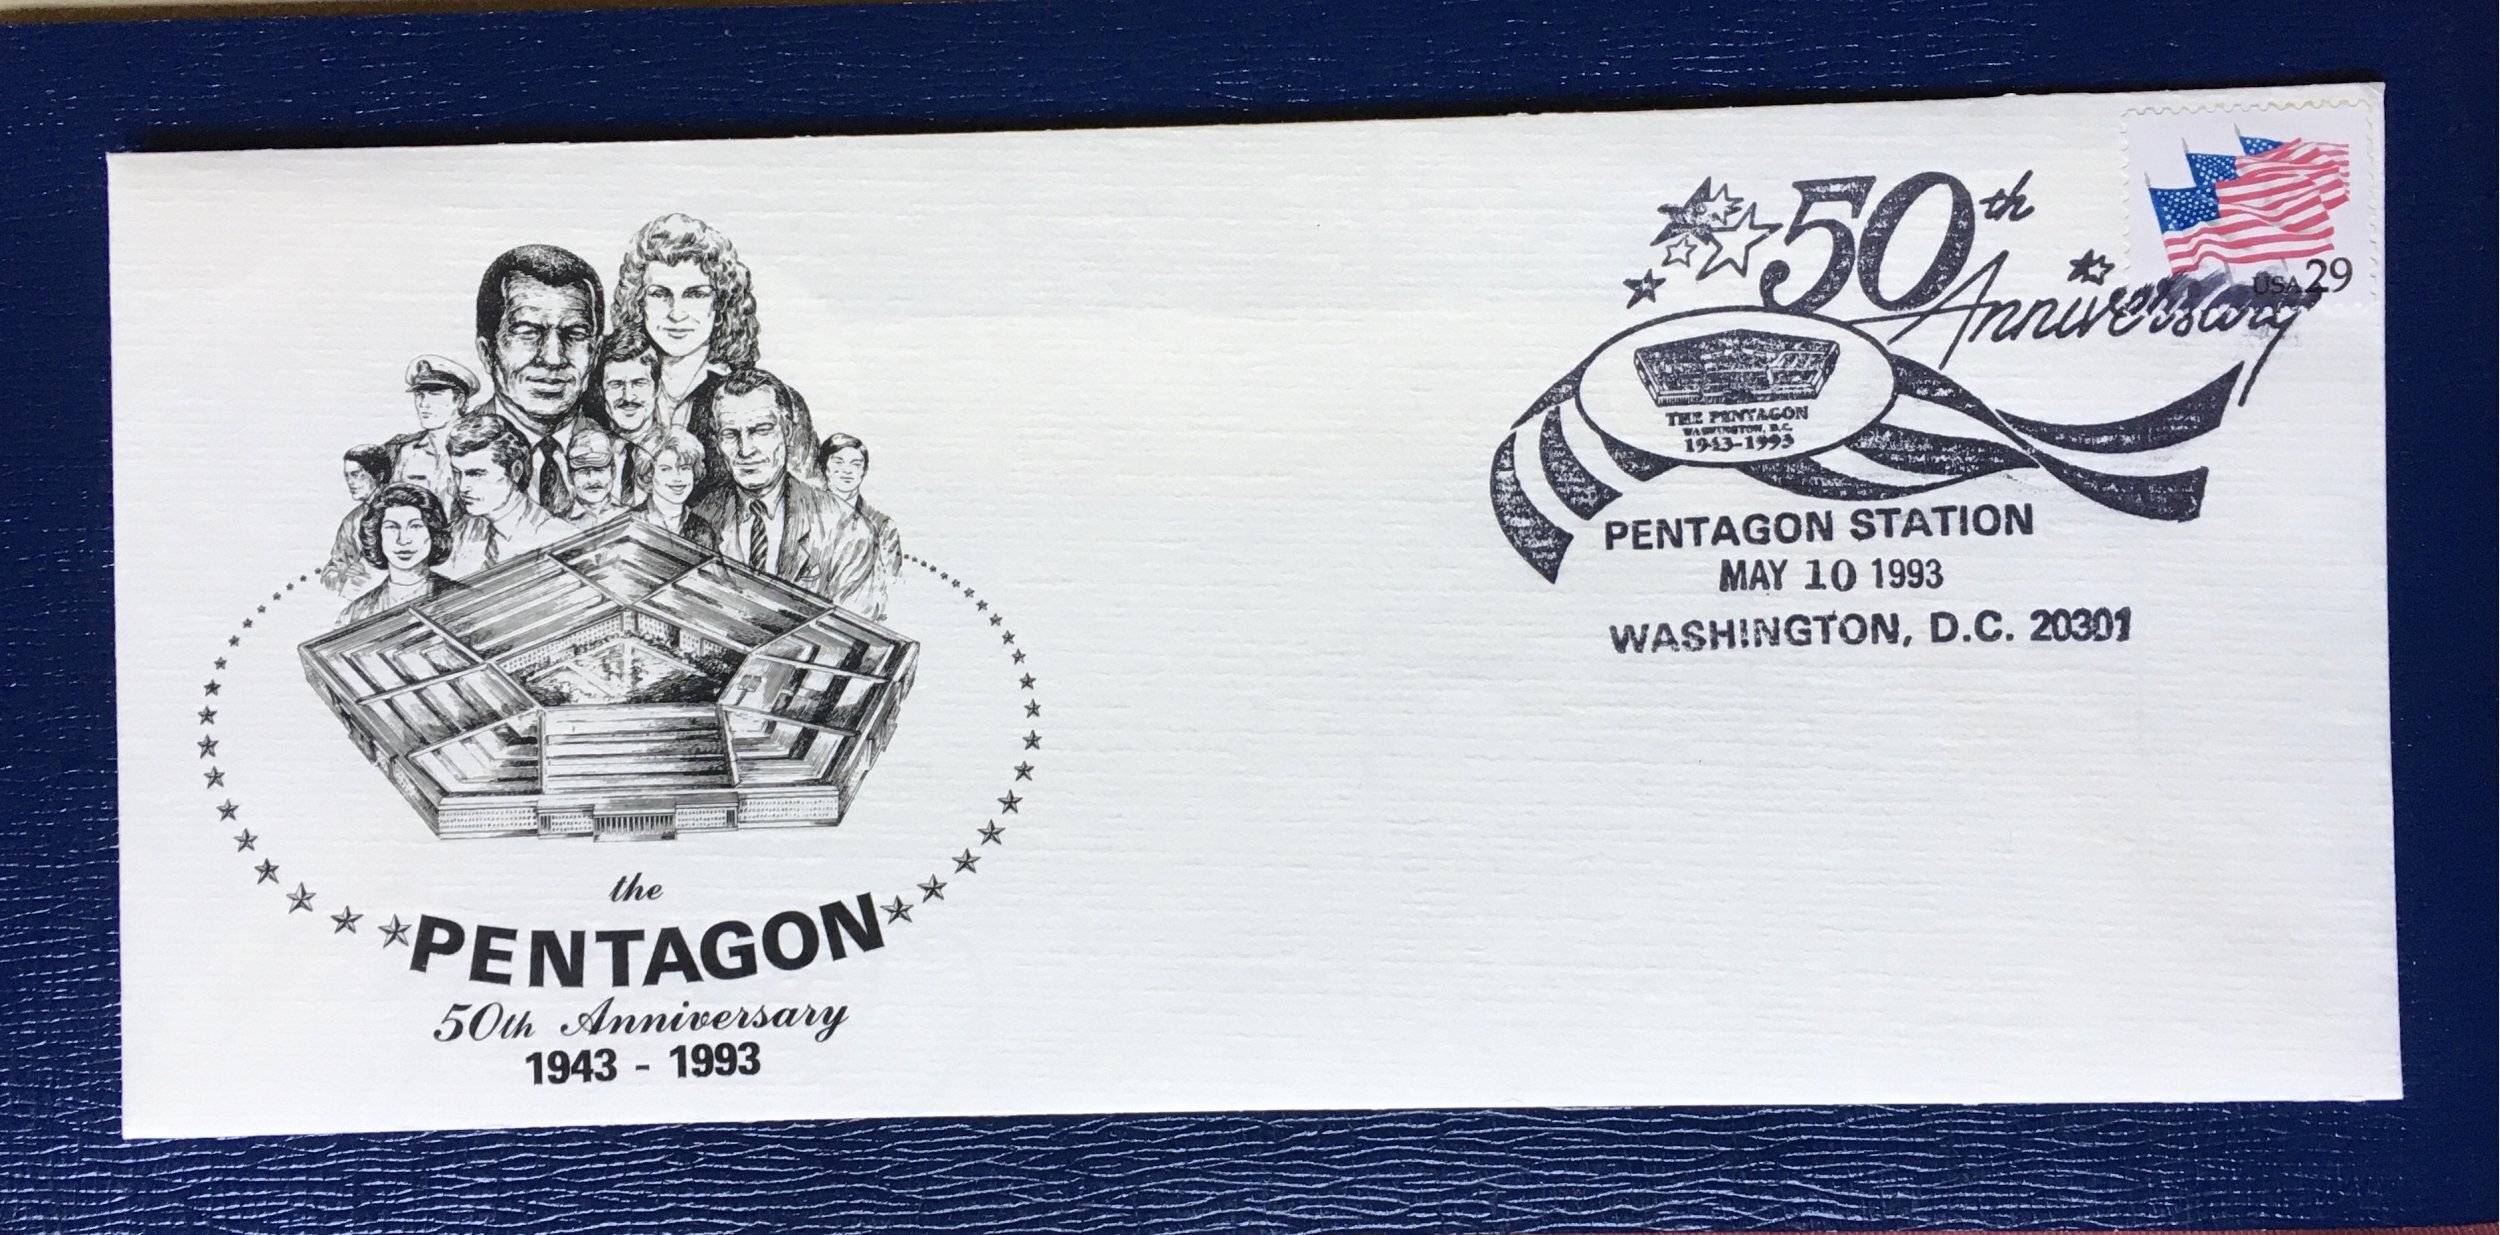 the
PENTAGON
50th Anniversary
1943 - 1993
50th
Anniversary
THE PENTAGON
WASHINGTON, D.C.
1943-1993
PENTAGON STATION
MAY 10 1993
WASHINGTON, D.C. 20301
USA 29